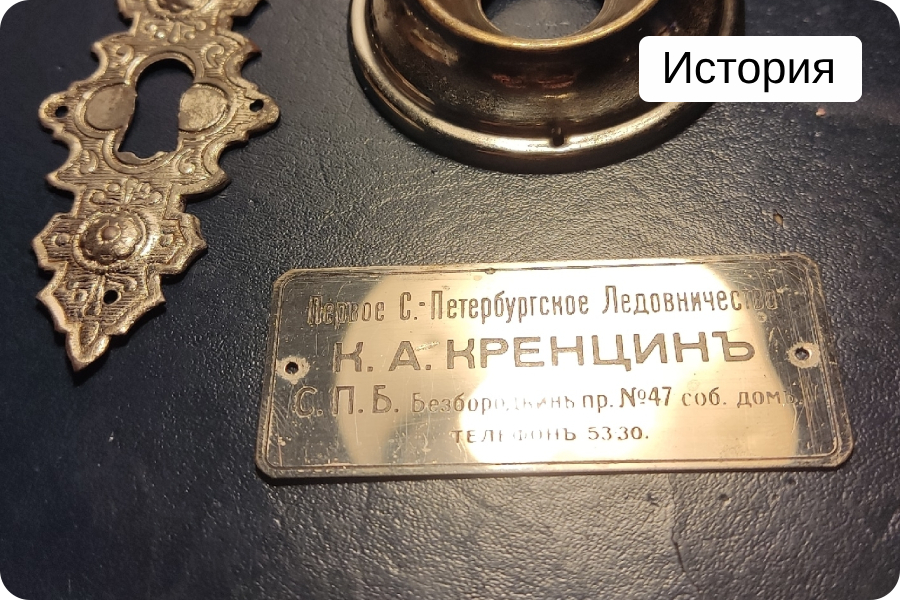 История
Первое С.-Петербургское Ледовничество
К. А. КРЕНЦИНЪ
С. П. Б. Безбородкинъ пр. №47 соб. домъ.
ТЕЛЕФОНЪ 5330.